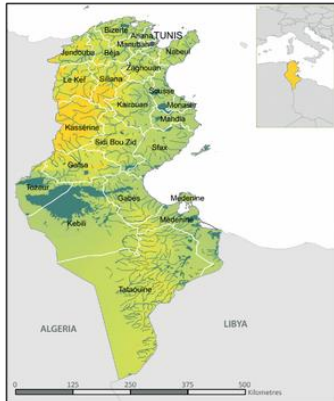 Bizerte
Ariana TUNIS
Manubah
Jendouba Béja Nabeul
Zaghouan
Le Kef Siliana
Sousse
Kairouan Monastir
Mahdia
Kasserine
Sidi Bou Zid
Sfax
Gafsa
Tozeur
Gabes Medenine
Kebili Medenine
Tataouine
ALGERIA LIBYA
0 125 250 375 500
Kilometres